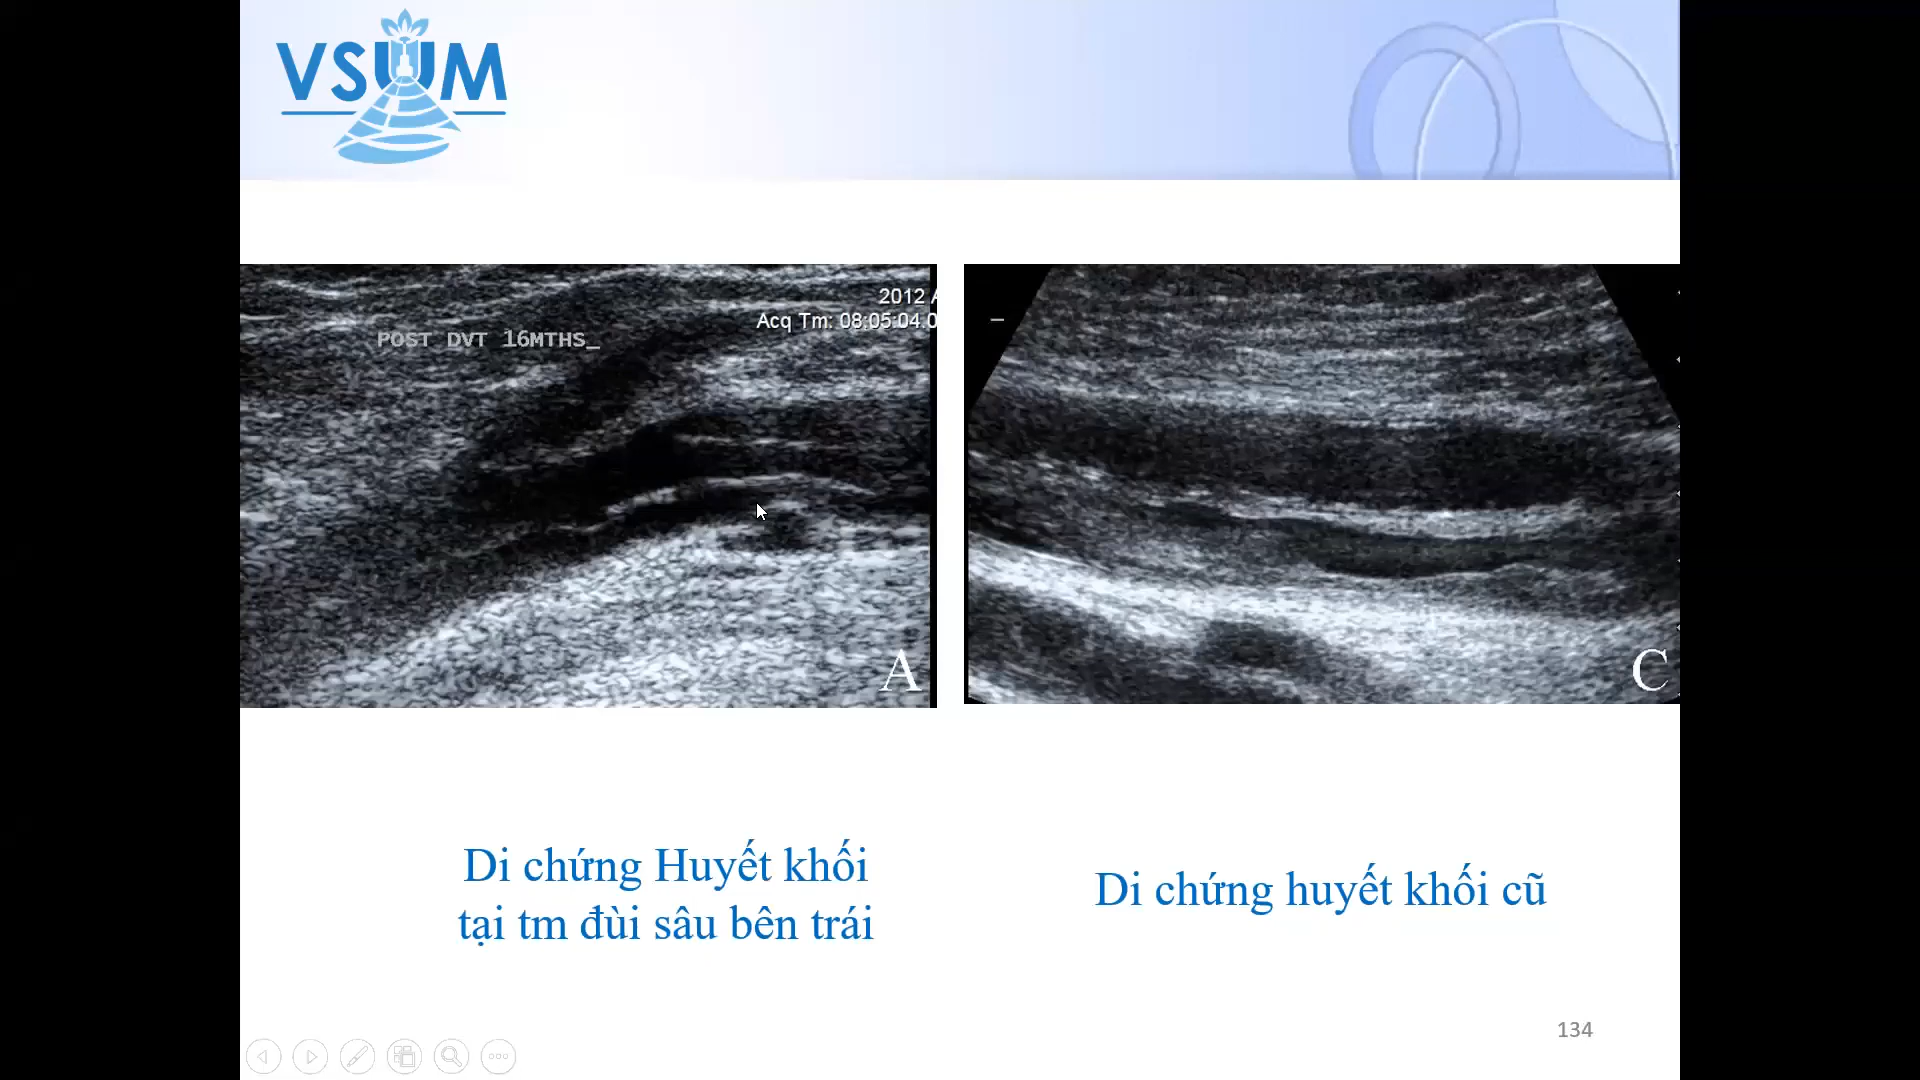 VSUM
2012
Acq Tm: 08:05:04.0
POST DVT 16MTHS_
A
C
Di chứng Huyết khối
tại tm đùi sâu bên trái
Di chứng huyết khối cũ
134